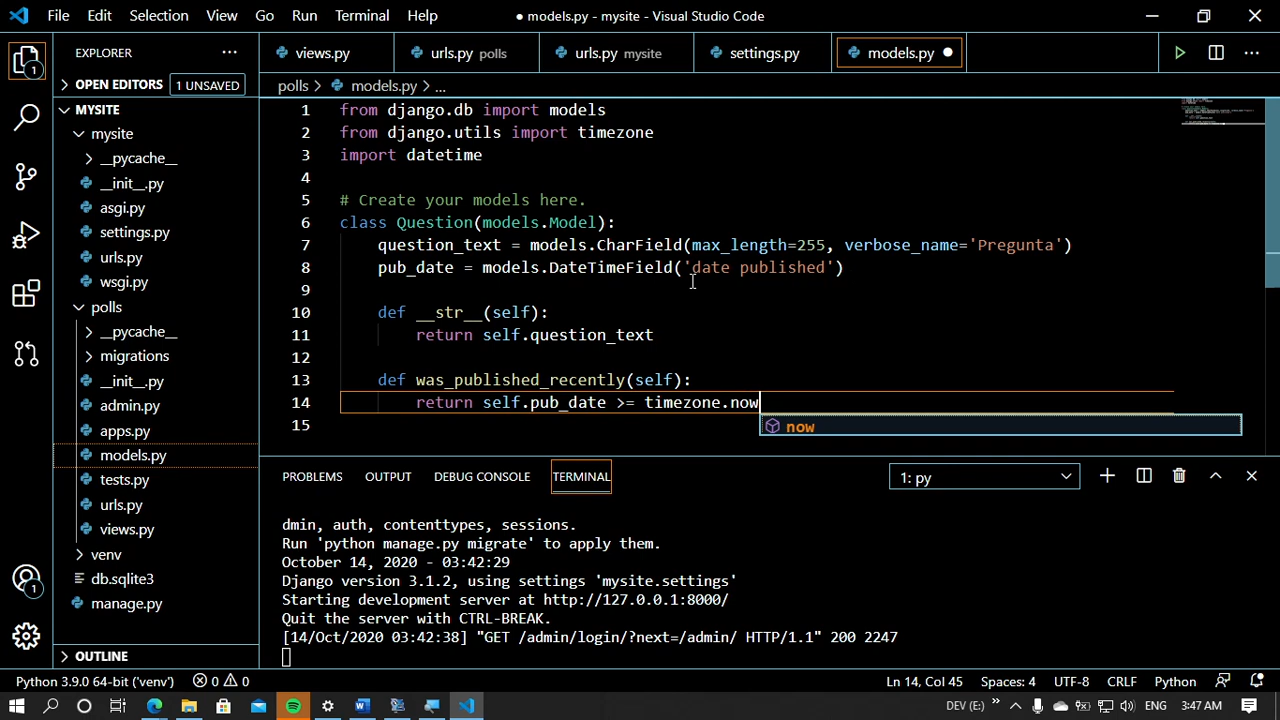 File Edit Selection View Go Run Terminal Help ● models.py - mysite - Visual Studio Code
EXPLORER ···
views.py urls.py polls urls.py mysite settings.py models.py ●
OPEN EDITORS 1 UNSAVED
polls > models.py > ...
MYSITE
mysite
__pycache__
__init__.py
asgi.py
settings.py
urls.py
wsgi.py
polls
__pycache__
migrations
__init__.py
admin.py
apps.py
models.py
tests.py
urls.py
views.py
venv
db.sqlite3
manage.py
OUTLINE
1 from django.db import models
2 from django.utils import timezone
3 import datetime
4
5 # Create your models here.
6 class Question(models.Model):
7 question_text = models.CharField(max_length=255, verbose_name='Pregunta')
8 pub_date = models.DateTimeField('date published')
9
10 def __str__(self):
11 return self.question_text
12
13 def was_published_recently(self):
14 return self.pub_date >= timezone.now
15
now
PROBLEMS OUTPUT DEBUG CONSOLE TERMINAL 1: py
dmin, auth, contenttypes, sessions.
Run 'python manage.py migrate' to apply them.
October 14, 2020 - 03:42:29
Django version 3.1.2, using settings 'mysite.settings'
Starting development server at http://127.0.0.1:8000/
Quit the server with CTRL-BREAK.
[14/Oct/2020 03:42:38] "GET /admin/login/?next=/admin/ HTTP/1.1" 200 2247
1
1
Python 3.9.0 64-bit ('venv') 0 0 Ln 14, Col 45 Spaces: 4 UTF-8 CRLF Python
DEV (E:) » ENG 3:47 AM